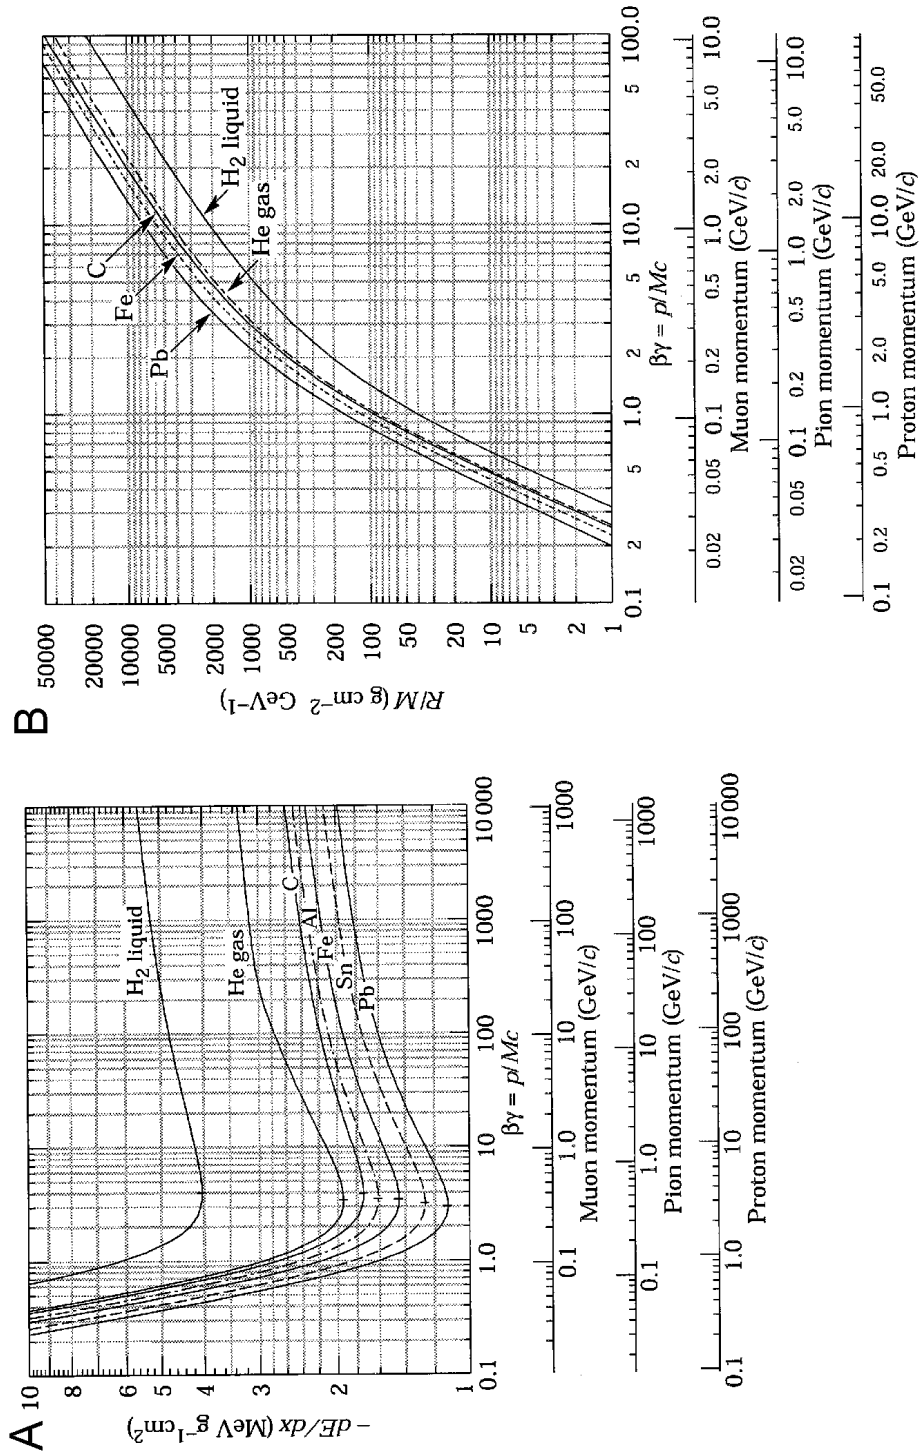 A
− dE/dx (MeV g⁻¹cm²)
10
8
6
5
4
3
2
1
H₂ liquid
He gas
C
Al
Fe
Sn
Pb
0.1 1.0 10 100 1000 10 000
βγ = p/Mc
0.1 1.0 10 100 1000
Muon momentum (GeV/c)
0.1 1.0 10 100 1000
Pion momentum (GeV/c)
0.1 1.0 10 100 1000 10 000
Proton momentum (GeV/c)
B
R/M (g cm⁻² GeV⁻¹)
50000
20000
10000
5000
2000
1000
500
200
100
50
20
10
5
2
1
C
Fe
Pb
H₂ liquid
He gas
0.1 2 5 1.0 2 5 10.0 2 5 100.0
βγ = p/Mc
0.02 0.05 0.1 0.2 0.5 1.0 2.0 5.0 10.0
Muon momentum (GeV/c)
0.02 0.05 0.1 0.2 0.5 1.0 2.0 5.0 10.0
Pion momentum (GeV/c)
0.1 0.2 0.5 1.0 2.0 5.0 10.0 20.0 50.0
Proton momentum (GeV/c)